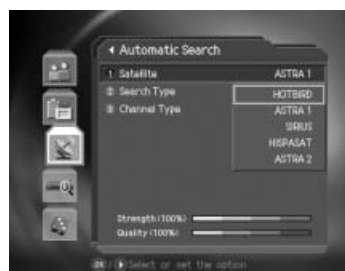 Automatic Search
1 Satellite ASTRA 1
2 Search Type HOTBIRD
3 Channel Type ASTRA 1
SIRIUS
HISPASAT
ASTRA 2
Strength(100%)
Quality (100%)
OK / Select or set the option